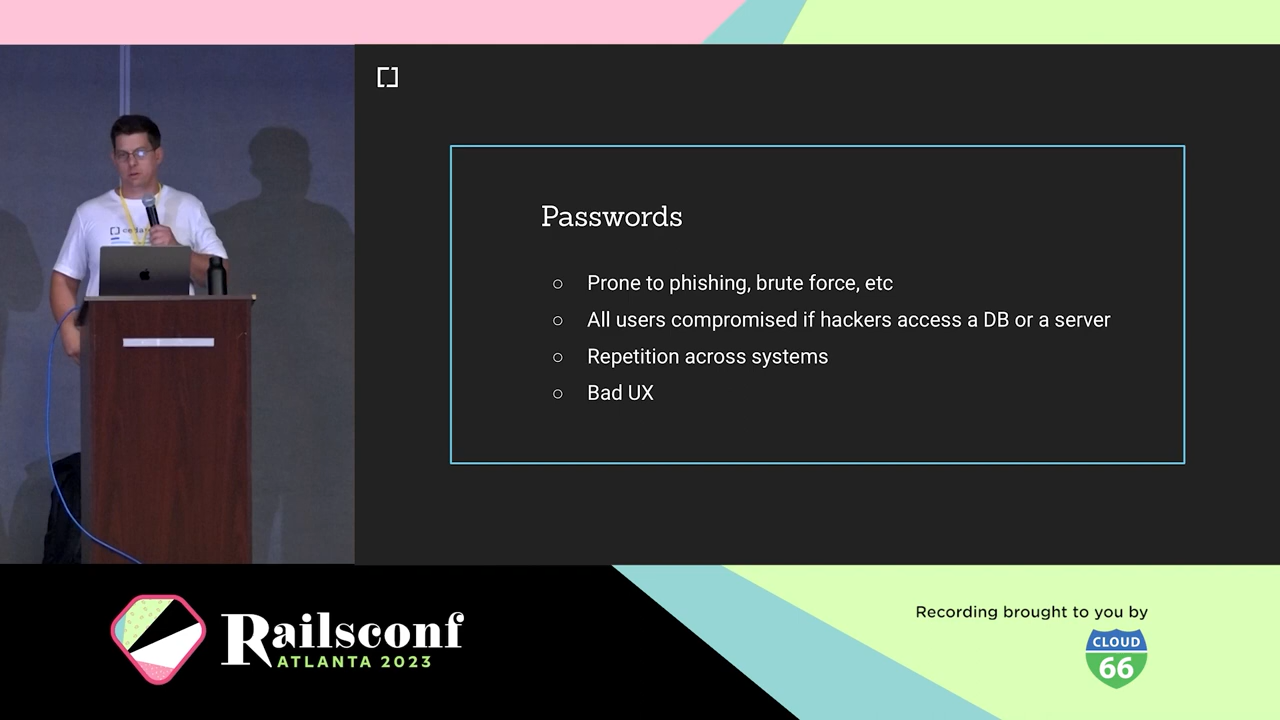 Passwords
Prone to phishing, brute force, etc
All users compromised if hackers access a DB or a server
Repetition across systems
Bad UX
Railsconf
ATLANTA 2023
Recording brought to you by
CLOUD
66